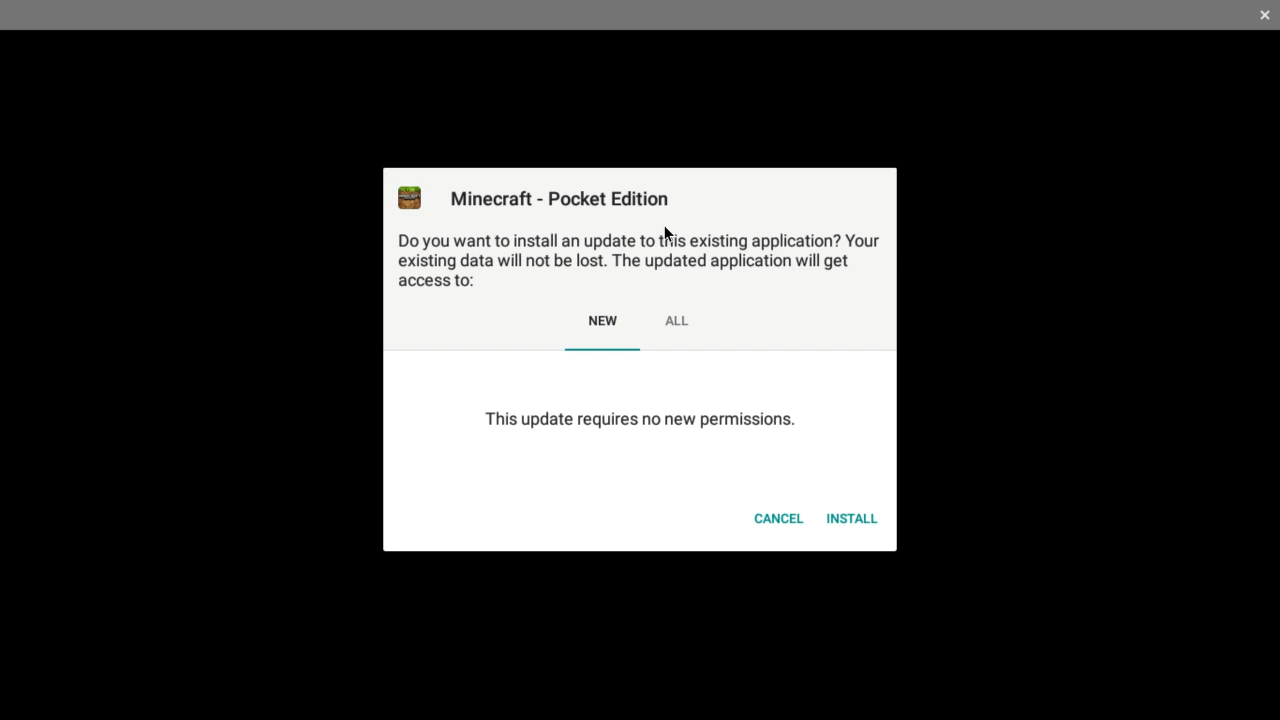 Minecraft - Pocket Edition
Do you want to install an update to this existing application? Your
existing data will not be lost. The updated application will get
access to:
NEW ALL
This update requires no new permissions.
CANCEL INSTALL